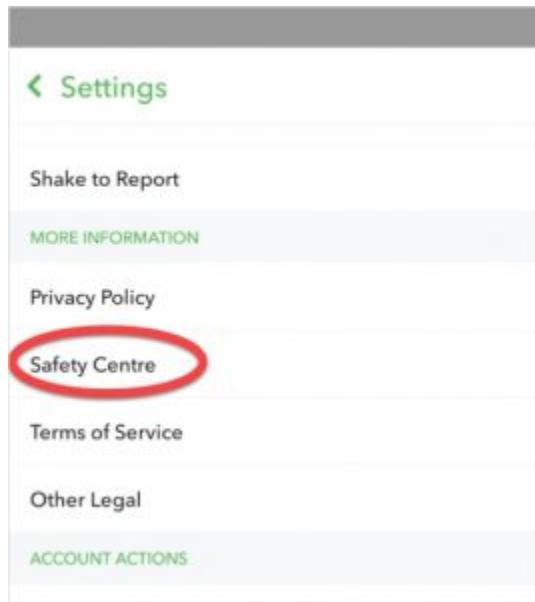 Settings
Shake to Report
MORE INFORMATION
Privacy Policy
Safety Centre
Terms of Service
Other Legal
ACCOUNT ACTIONS